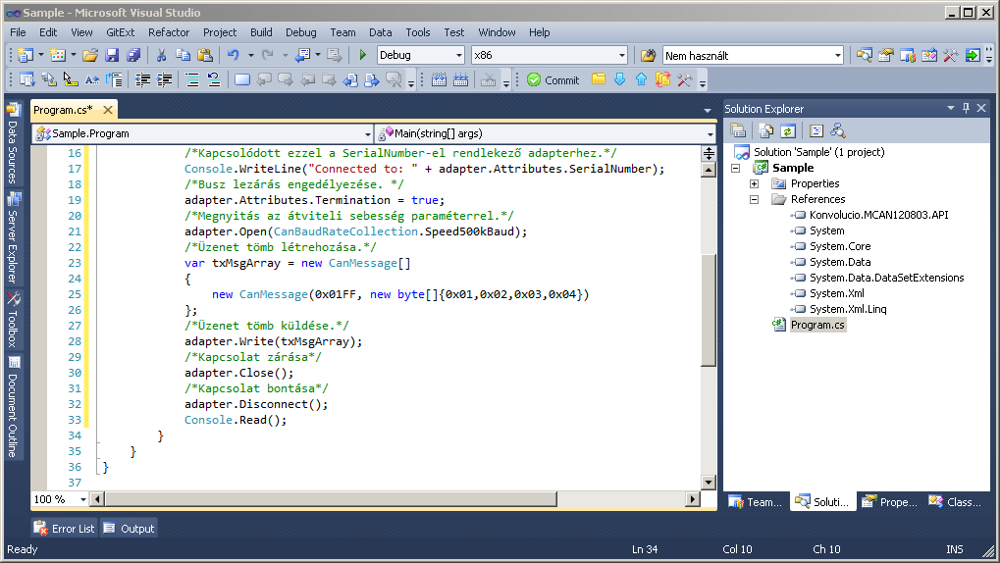 Sample - Microsoft Visual Studio
File Edit View GitExt Refactor Project Build Debug Team Data Tools Test Window Help
Debug x86 Nem használt
Commit
Data Sources
Server Explorer
Toolbox
Document Outline
Program.cs*
Sample.Program Main(string[] args)
16 /*Kapcsolódott ezzel a SerialNumber-el rendlekező adapterhez.*/
17 Console.WriteLine("Connected to: " + adapter.Attributes.SerialNumber);
18 /*Busz lezárás engedélyezése. */
19 adapter.Attributes.Termination = true;
20 /*Megnyitás az átviteli sebesség paraméterrel.*/
21 adapter.Open(CanBaudRateCollection.Speed500kBaud);
22 /*Üzenet tömb létrehozása.*/
23 var txMsgArray = new CanMessage[]
24 {
25 new CanMessage(0x01FF, new byte[]{0x01,0x02,0x03,0x04})
26 };
27 /*Üzenet tömb küldése.*/
28 adapter.Write(txMsgArray);
29 /*Kapcsolat zárása*/
30 adapter.Close();
31 /*Kapcsolat bontása*/
32 adapter.Disconnect();
33 Console.Read();
34 }
35 }
36 }
37
100 %
Solution Explorer
Solution 'Sample' (1 project)
Sample
Properties
References
Konvolucio.MCAN120803.API
System
System.Core
System.Data
System.Data.DataSetExtensions
System.Xml
System.Xml.Linq
Program.cs
Team... Soluti... Prope... Class...
Error List Output
Ready Ln 34 Col 10 Ch 10 INS